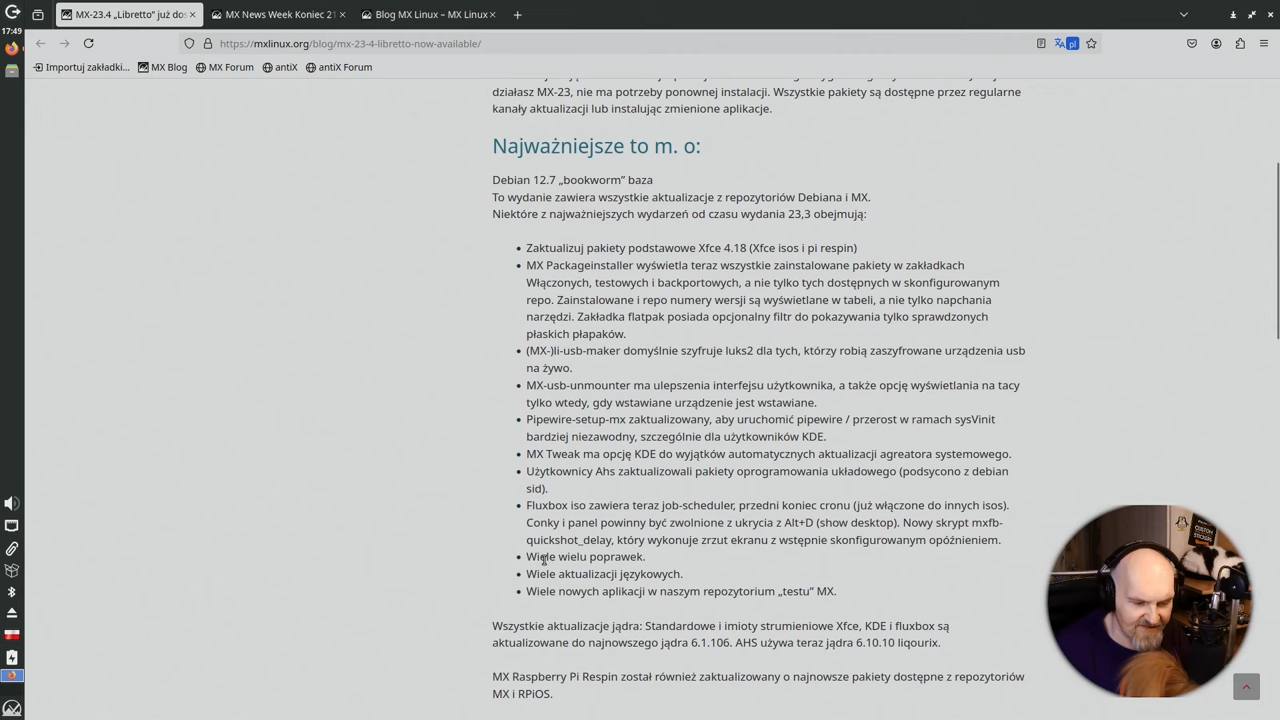 17:49
MX-23.4 „Libretto” już do
MX News Week Koniec 21
Blog MX Linux – MX Linux
https://mxlinux.org/blog/mx-23-4-libretto-now-available/
pl
Importuj zakładki...
MX Blog
MX Forum
antiX
antiX Forum
działasz MX-23, nie ma potrzeby ponownej instalacji. Wszystkie pakiety są dostępne przez regularne
kanały aktualizacji lub instalując zmienione aplikacje.
Najważniejsze to m. o:
Debian 12.7 „bookworm” baza
To wydanie zawiera wszystkie aktualizacje z repozytoriów Debiana i MX.
Niektóre z najważniejszych wydarzeń od czasu wydania 23,3 obejmują:
• Zaktualizuj pakiety podstawowe Xfce 4.18 (Xfce isos i pi respin)
• MX Packageinstaller wyświetla teraz wszystkie zainstalowane pakiety w zakładkach
Włączonych, testowych i backportowych, a nie tylko tych dostępnych w skonfigurowanym
repo. Zainstalowane i repo numery wersji są wyświetlane w tabeli, a nie tylko napchania
narzędzi. Zakładka flatpak posiada opcjonalny filtr do pokazywania tylko sprawdzonych
płaskich płapaków.
• (MX-)li-usb-maker domyślnie szyfruje luks2 dla tych, którzy robią zaszyfrowane urządzenia usb
na żywo.
• MX-usb-unmounter ma ulepszenia interfejsu użytkownika, a także opcję wyświetlania na tacy
tylko wtedy, gdy wstawiane urządzenie jest wstawiane.
• Pipewire-setup-mx zaktualizowany, aby uruchomić pipewire / przerost w ramach sysVinit
bardziej niezawodny, szczególnie dla użytkowników KDE.
• MX Tweak ma opcję KDE do wyjątków automatycznych aktualizacji agreatora systemowego.
• Użytkownicy Ahs zaktualizowali pakiety oprogramowania układowego (podsycono z debian
sid).
• Fluxbox iso zawiera teraz job-scheduler, przedni koniec cronu (już włączone do innych isos).
Conky i panel powinny być zwolnione z ukrycia z Alt+D (show desktop). Nowy skrypt mxfb-
quickshot_delay, który wykonuje zrzut ekranu z wstępnie skonfigurowanym opóźnieniem.
• Wiele wielu poprawek.
• Wiele aktualizacji językowych.
• Wiele nowych aplikacji w naszym repozytorium „testu” MX.
Wszystkie aktualizacje jądra: Standardowe i imioty strumieniowe Xfce, KDE i fluxbox są
aktualizowane do najnowszego jądra 6.1.106. AHS używa teraz jądra 6.10.10 liqourix.
MX Raspberry Pi Respin został również zaktualizowany o najnowsze pakiety dostępne z repozytoriów
MX i RPiOS.